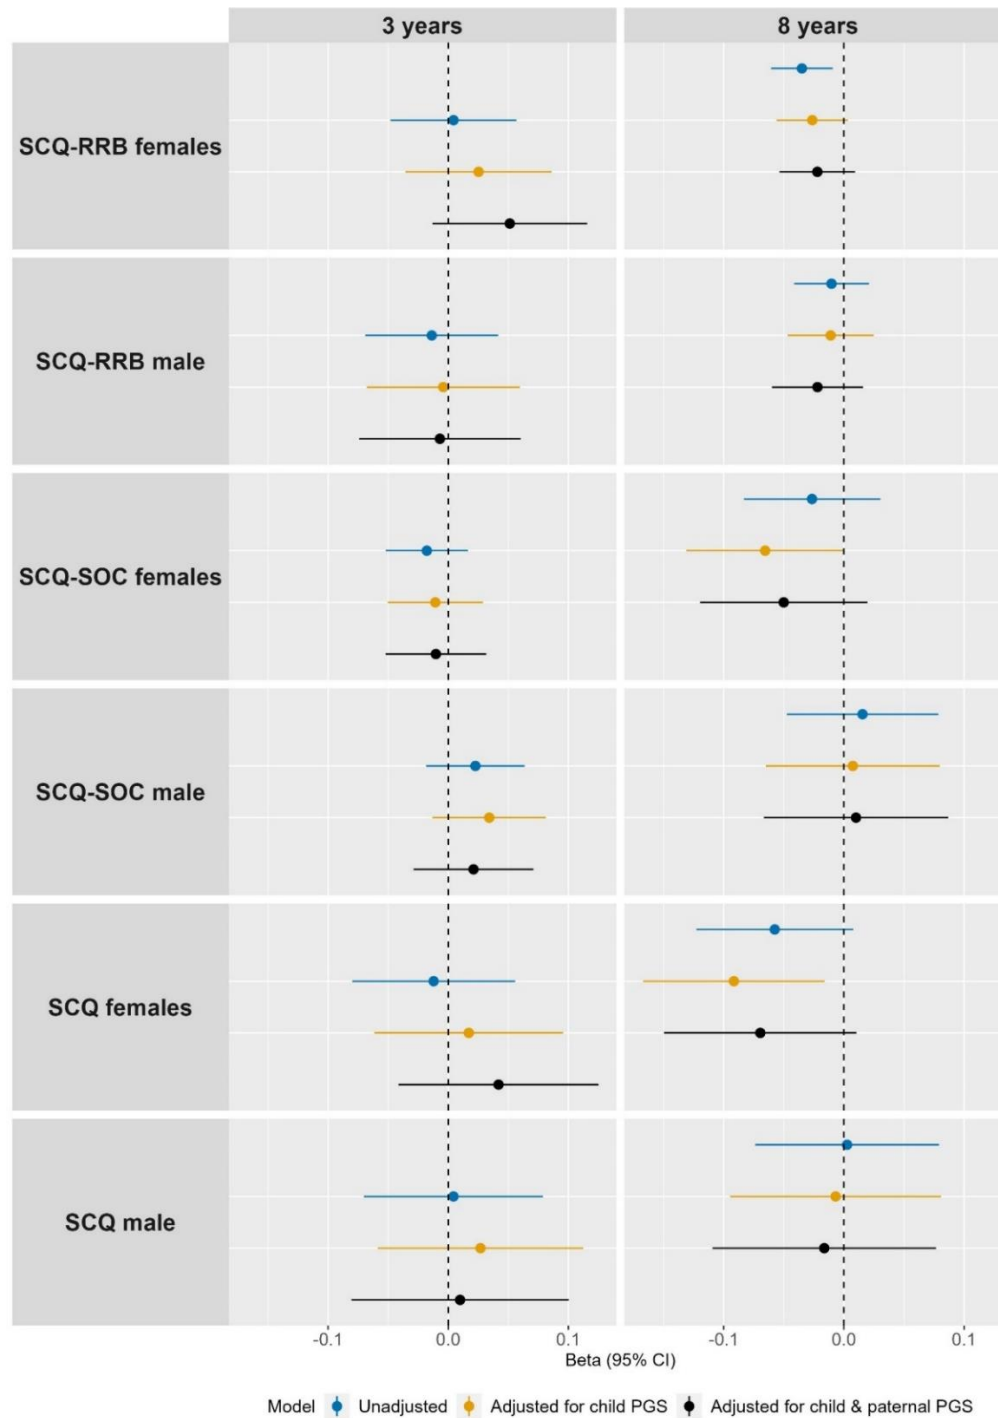 3 years 8 years
SCQ-RRB females
SCQ-RRB male
SCQ-SOC females
SCQ-SOC male
SCQ females
SCQ male
-0.1 0.0 0.1 -0.1 0.0 0.1
Beta (95% CI)
Model Unadjusted Adjusted for child PGS Adjusted for child & paternal PGS